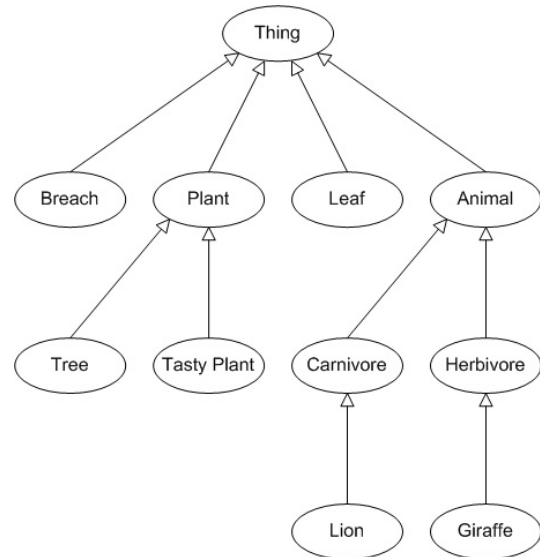 Thing
Breach
Plant
Leaf
Animal
Tree
Tasty Plant
Carnivore
Herbivore
Lion
Giraffe